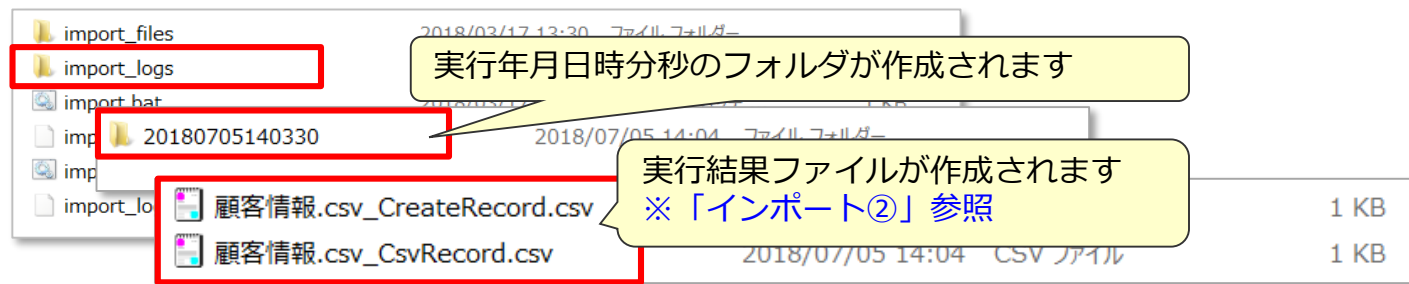 import_files 2018/03/17 13:30 ファイル フォルダー
実行年月日時分秒のフォルダが作成されます
import_logs
import.bat 1 KB
imp 20180705140330 2018/07/05 14:04 ファイル フォルダー
実行結果ファイルが作成されます
imp
※「インポート②」参照
import_lo 顧客情報.csv_CreateRecord.csv 1 KB
顧客情報.csv_CsvRecord.csv 2018/07/05 14:04 CSV ファイル 1 KB